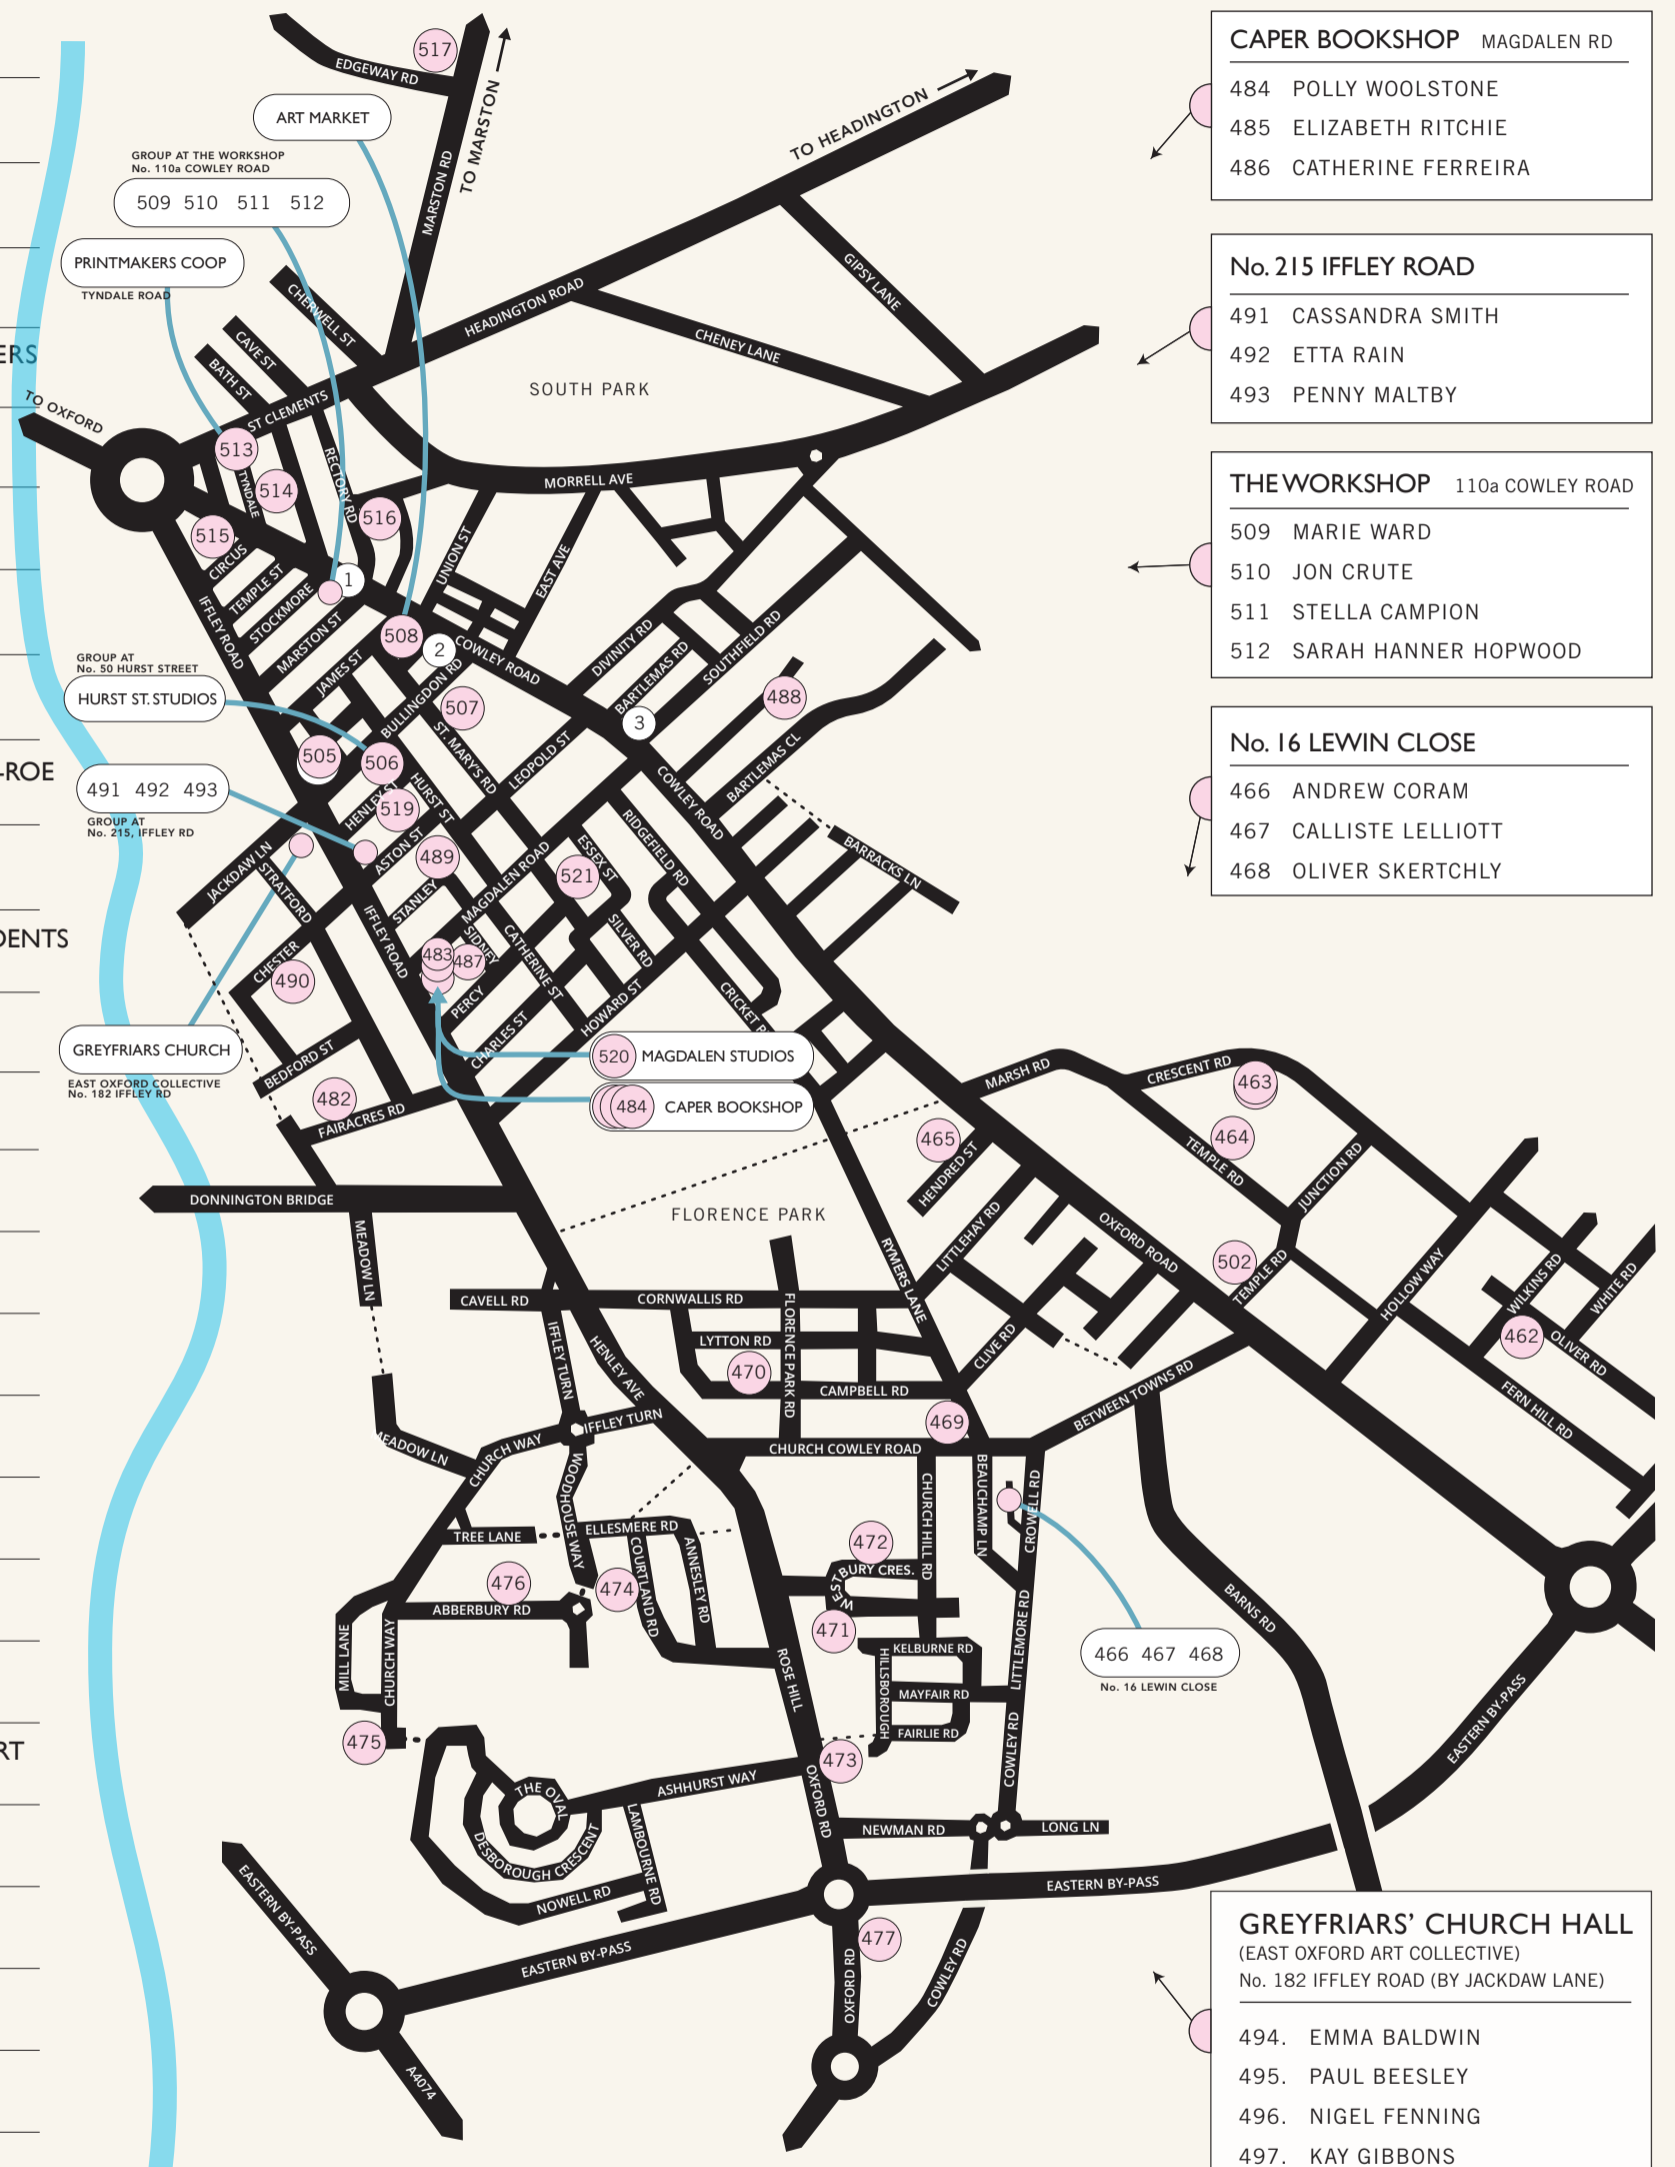 517
EDGEWAY RD
ART MARKET
TO MARSTON
MARSTON RD
TO HEADINGTON
GROUP AT THE WORKSHOP
No. 110a COWLEY ROAD
509 510 511 512
PRINTMAKERS COOP
TYNDALE ROAD
CHERWELL ST
CAVE ST
BATH ST
HEADINGTON ROAD
GIPSY LANE
CHENEY LANE
SOUTH PARK
ERS
TO OXFORD
ST CLEMENTS
513
TYNDALE
514
RECTORY RD
516
515
MORRELL AVE
CIRCUS
TEMPLE ST
STOCKMORE
MARSTON ST
1
UNION ST
EAST AVE
IFFLEY ROAD
508
2
COWLEY ROAD
JAMES ST
DIVINITY RD
BARTLEMAS RD
SOUTHFIELD RD
GROUP AT
No. 50 HURST STREET
HURST ST. STUDIOS
BULLINGDON RD
507
488
3
505
506
ST. MARY'S RD
LEOPOLD ST
COWLEY ROAD
BARTLEMAS CL
-ROE
491 492 493
GROUP AT
No. 215, IFFLEY RD
HENLEY ST
519
HURST ST
ASTON ST
489
RIDGEFIELD RD
BARRACKS LN
JACKDAW LN
STRATFORD
STANLEY
MAGDALEN ROAD
ESSEX ST
521
DENTS
CHESTER
490
IFFLEY ROAD
483
487
SIDNEY
CATHERINE ST
SILVER RD
PERCY
CHARLES ST
HOWARD ST
CRICKET R
GREYFRIARS CHURCH
EAST OXFORD COLLECTIVE
No. 182 IFFLEY RD
BEDFORD ST
482
FAIRACRES RD
520 MAGDALEN STUDIOS
484 CAPER BOOKSHOP
MARSH RD
CRESCENT RD
463
464
465
HENDRED ST
TEMPLE RD
JUNCTION RD
DONNINGTON BRIDGE
FLORENCE PARK
MEADOW LN
RYMERS LANE
LITTLEHAY RD
OXFORD ROAD
502
TEMPLE RD
HOLLOW WAY
WILKINS RD
WHITE RD
462
OLIVER RD
FERN HILL RD
CAVELL RD
CORNWALLIS RD
FLORENCE PARK RD
LYTTON RD
470
CAMPBELL RD
CLIVE RD
BETWEEN TOWNS RD
IFFLEY TURN
HENLEY AVE
IFFLEY TURN
469
CHURCH COWLEY ROAD
MEADOW LN
CHURCH WAY
WOODHOUSE WAY
CHURCH HILL RD
BEAUCHAMP LN
CROWELL RD
TREE LANE
ELLESMERE RD
COURTLAND RD
ANNESLEY RD
472
WESTBURY CRES.
471
476
474
ABBERBURY RD
BARNS RD
MILL LANE
CHURCH WAY
ROSE HILL
KELBURNE RD
HILLSBOROUGH
MAYFAIR RD
FAIRLIE RD
LITTLEMORE RD
466 467 468
No. 16 LEWIN CLOSE
475
RT
473
COWLEY RD
EASTERN BY-PASS
THE OVAL
ASHHURST WAY
OXFORD RD
DESBOROUGH CRESCENT
LAMBOURNE RD
NEWMAN RD
LONG LN
NOWELL RD
EASTERN BY-PASS
EASTERN BY-PASS
EASTERN BY-PASS
477
OXFORD RD
COWLEY RD
A4074
CAPER BOOKSHOP MAGDALEN RD
484 POLLY WOOLSTONE
485 ELIZABETH RITCHIE
486 CATHERINE FERREIRA
No. 215 IFFLEY ROAD
491 CASSANDRA SMITH
492 ETTA RAIN
493 PENNY MALTBY
THE WORKSHOP 110a COWLEY ROAD
509 MARIE WARD
510 JON CRUTE
511 STELLA CAMPION
512 SARAH HANNER HOPWOOD
No. 16 LEWIN CLOSE
466 ANDREW CORAM
467 CALLISTE LELLIOTT
468 OLIVER SKERTCHLY
GREYFRIARS' CHURCH HALL
(EAST OXFORD ART COLLECTIVE)
No. 182 IFFLEY ROAD (BY JACKDAW LANE)
494. EMMA BALDWIN
495. PAUL BEESLEY
496. NIGEL FENNING
497. KAY GIBBONS